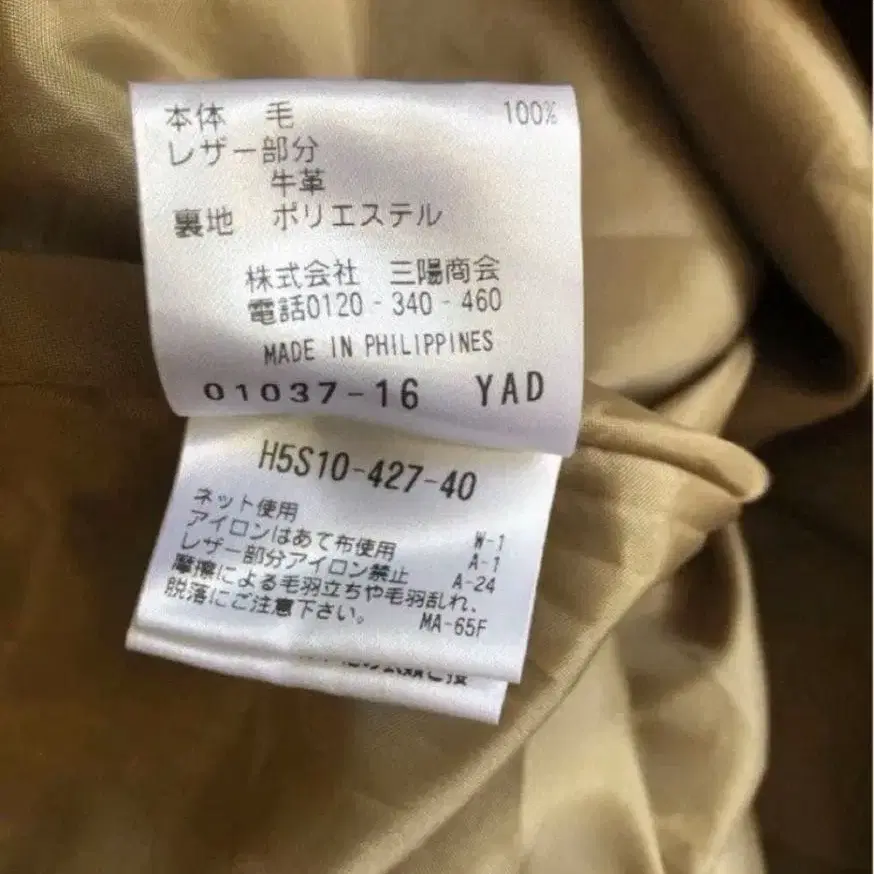 本体 毛 100%
レザー部分
牛革
裏地 ポリエステル
株式会社 三陽商会
電話0120-340-460
MADE IN PHILIPPINES
01037-16 YAD
H5S10-427-40
ネット使用 W-1
アイロンはあて布使用 A-1
レザー部分アイロン禁止 A-24
摩擦による毛羽立ちや毛羽乱れ、
脱落にご注意下さい。 MA-65F